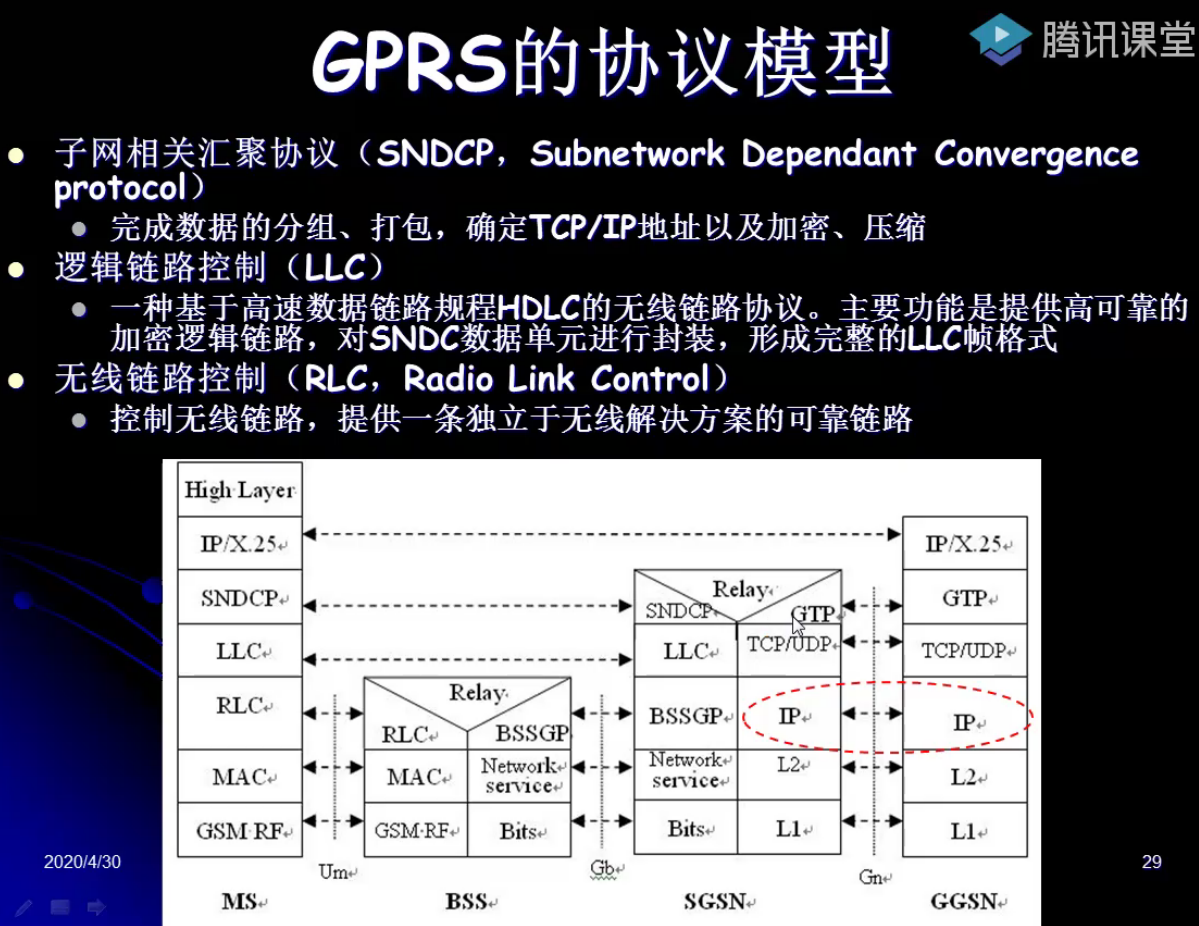 GPRS的协议模型
腾讯课堂
子网相关汇聚协议（SNDCP，Subnetwork Dependant Convergence
protocol）
完成数据的分组、打包，确定TCP/IP地址以及加密、压缩
逻辑链路控制（LLC）
一种基于高速数据链路规程HDLC的无线链路协议。主要功能是提供高可靠的
加密逻辑链路，对SNDC数据单元进行封装，形成完整的LLC帧格式
无线链路控制（RLC，Radio Link Control）
控制无线链路，提供一条独立于无线解决方案的可靠链路
High Layer
IP/X.25
SNDCP
LLC
RLC
MAC
GSM RF
MS
Um
Relay
RLC
BSSGP
MAC
Network
service
GSM RF
Bits
BSS
Gb
Relay
SNDCP
GTP
LLC
TCP/UDP
BSSGP
IP
Network
service
L2
Bits
L1
SGSN
Gn
IP/X.25
GTP
TCP/UDP
IP
L2
L1
GGSN
2020/4/30
29